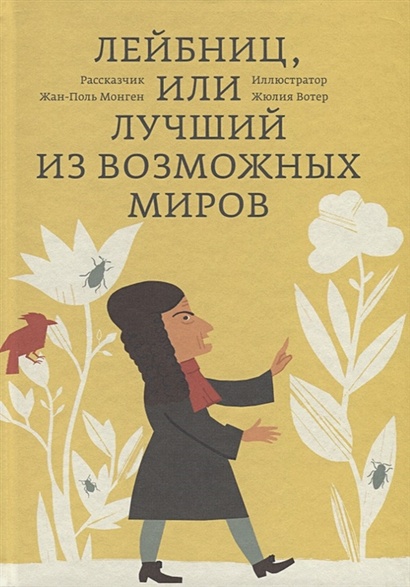 ЛЕЙБНИЦ,
Рассказчик
Жан-Поль Монген
ИЛИ
Иллюстратор
Жюлия Вотер
ЛУЧШИЙ
ИЗ ВОЗМОЖНЫХ
МИРОВ